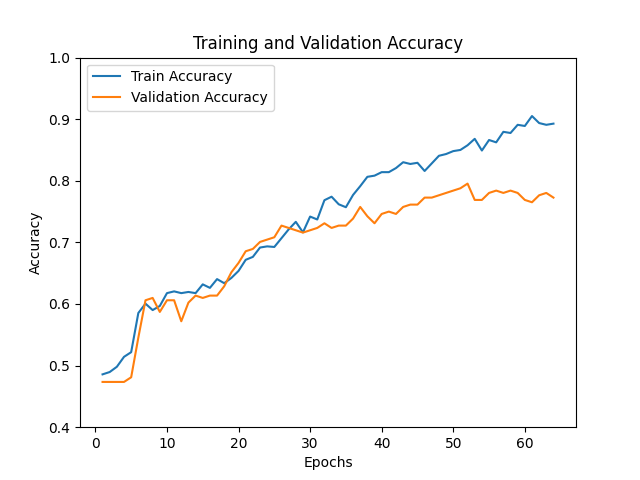 Training and Validation Accuracy
Train Accuracy
Validation Accuracy
1.0
0.9
0.8
0.7
0.6
0.5
0.4
Accuracy
0 10 20 30 40 50 60
Epochs